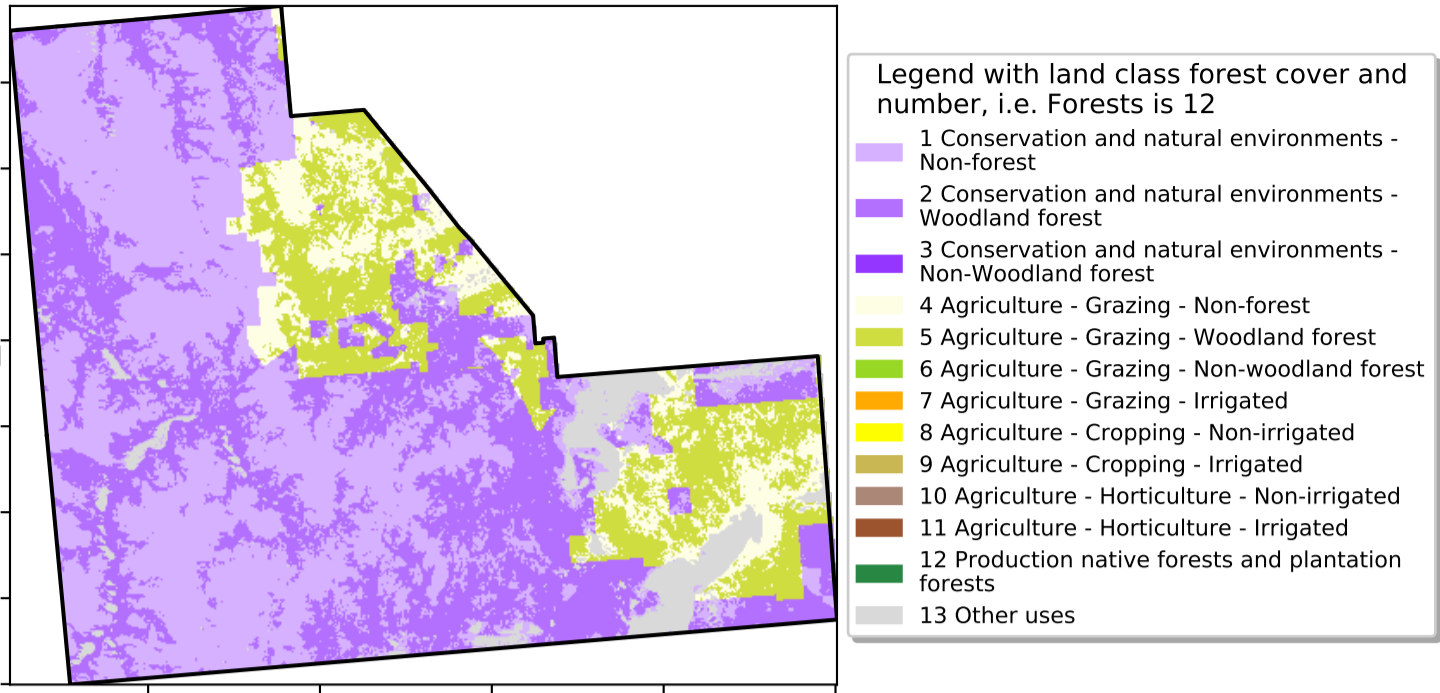 Legend with land class forest cover and
number, i.e. Forests is 12
1 Conservation and natural environments -
Non-forest
2 Conservation and natural environments -
Woodland forest
3 Conservation and natural environments -
Non-Woodland forest
4 Agriculture - Grazing - Non-forest
5 Agriculture - Grazing - Woodland forest
6 Agriculture - Grazing - Non-woodland forest
7 Agriculture - Grazing - Irrigated
8 Agriculture - Cropping - Non-irrigated
9 Agriculture - Cropping - Irrigated
10 Agriculture - Horticulture - Non-irrigated
11 Agriculture - Horticulture - Irrigated
12 Production native forests and plantation
forests
13 Other uses